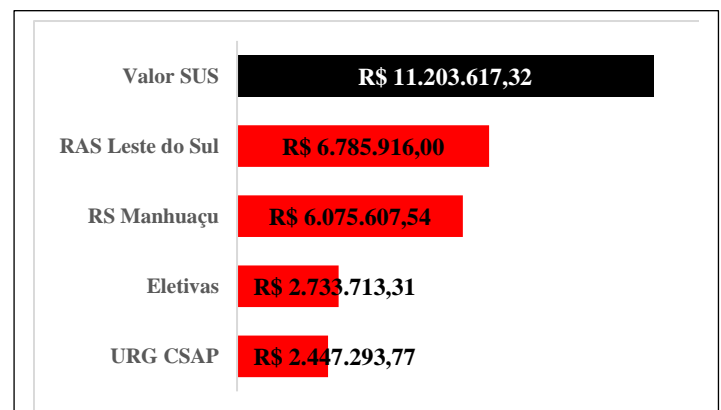 Valor SUS R$ 11.203.617,32
RAS Leste do Sul R$ 6.785.916,00
RS Manhuaçu R$ 6.075.607,54
Eletivas R$ 2.733.713,31
URG CSAP R$ 2.447.293,77